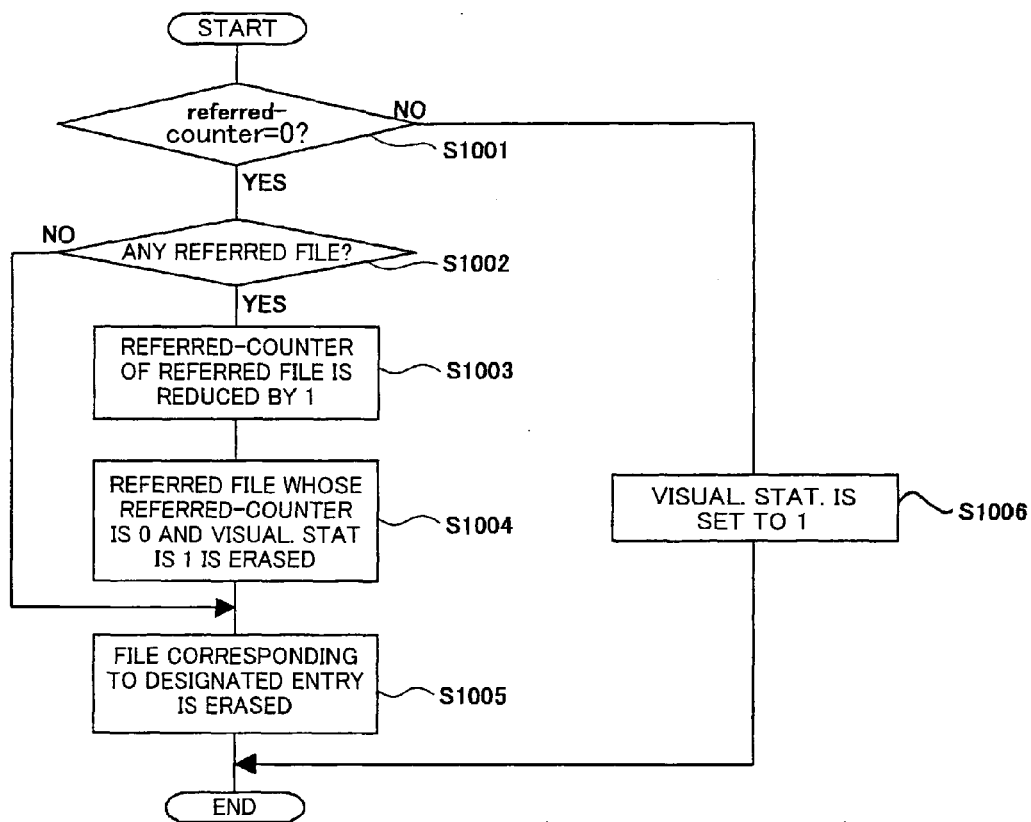 START
referred-
counter=0?
NO
S1001
YES
NO
ANY REFERRED FILE?
S1002
YES
REFERRED-COUNTER
OF REFERRED FILE IS
REDUCED BY 1
S1003
REFERRED FILE WHOSE
REFERRED-COUNTER
IS 0 AND VISUAL. STAT
IS 1 IS ERASED
S1004
VISUAL. STAT. IS
SET TO 1
S1006
FILE CORRESPONDING
TO DESIGNATED ENTRY
IS ERASED
S1005
END